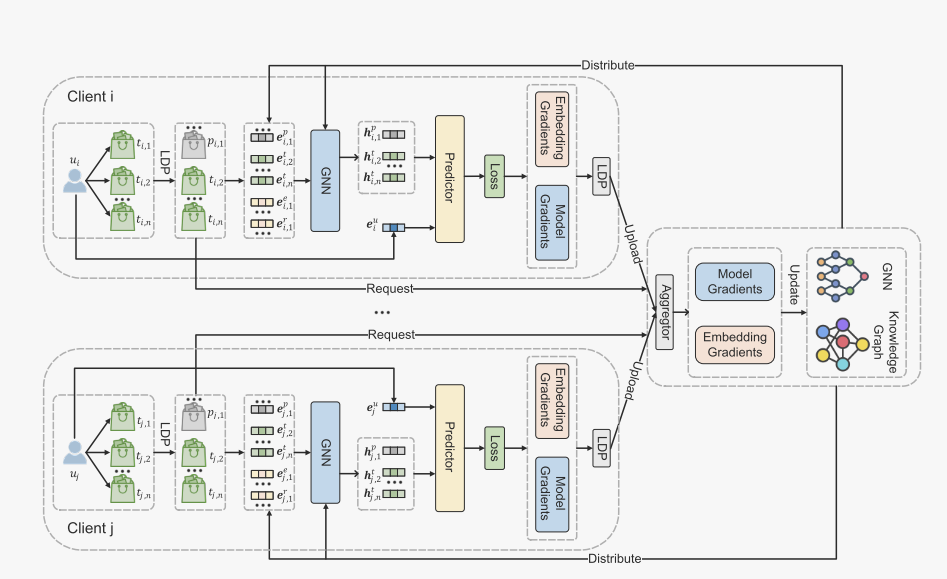 Distribute
Client i
u_i
t_{i,1}
t_{i,2}
...
t_{i,n}
LDP
...
p_{i,1}
t_{i,2}
...
t_{i,n}
...
e^p_{i,1}
e^t_{i,2}
...
e^t_{i,n}
e^e_{i,1}
...
e^r_{i,1}
...
GNN
h^p_{i,1}
h^t_{i,2}
...
h^t_{i,n}
e^u_i
Predictor
Loss
Embedding
Gradients
Model
Gradients
LDP
Upload
Request
...
Request
Aggregtor
Model
Gradients
Embedding
Gradients
Update
GNN
Knowledge
Graph
Upload
u_j
t_{j,1}
t_{j,2}
...
t_{j,n}
LDP
...
p_{j,1}
t_{j,2}
...
t_{j,n}
e^p_{j,1}
...
e^t_{j,2}
...
e^t_{j,n}
e^e_{j,1}
...
e^r_{j,1}
...
GNN
e^u_j
h^p_{j,1}
h^t_{j,2}
...
h^t_{j,n}
Predictor
Loss
Embedding
Gradients
Model
Gradients
LDP
Client j
Distribute